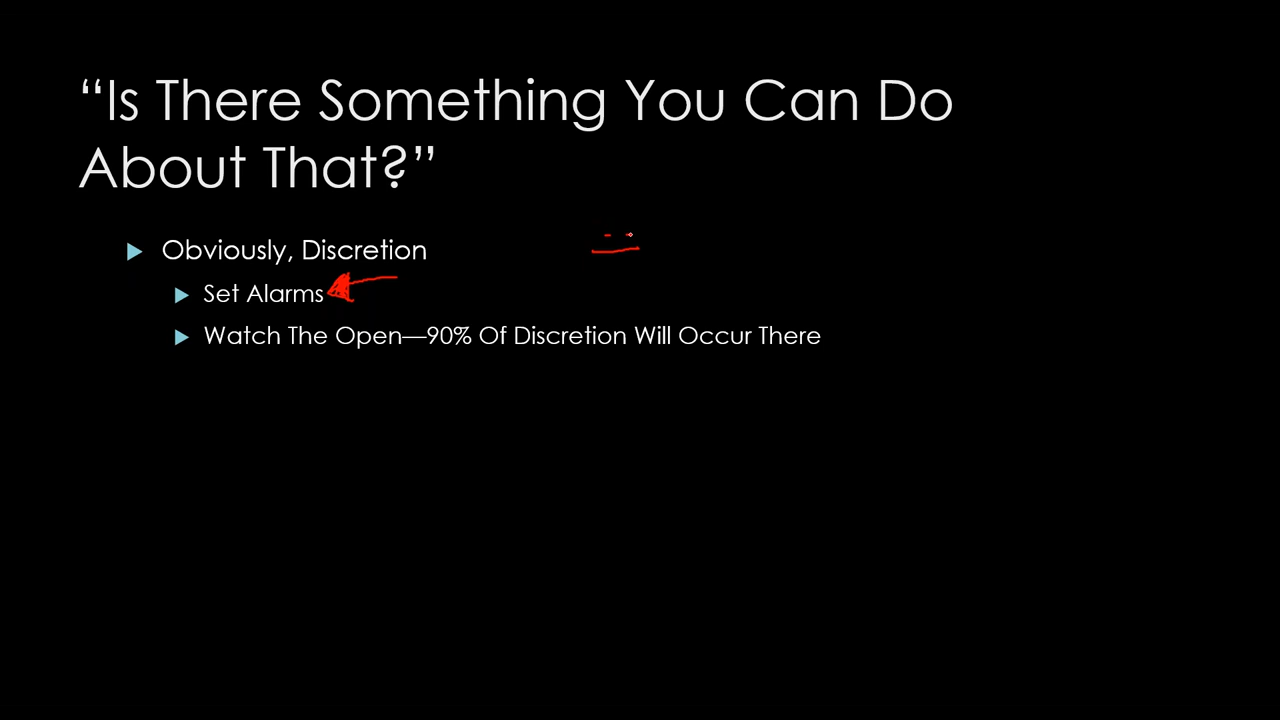 “Is There Something You Can Do
About That?”
Obviously, Discretion
Set Alarms
Watch The Open—90% Of Discretion Will Occur There